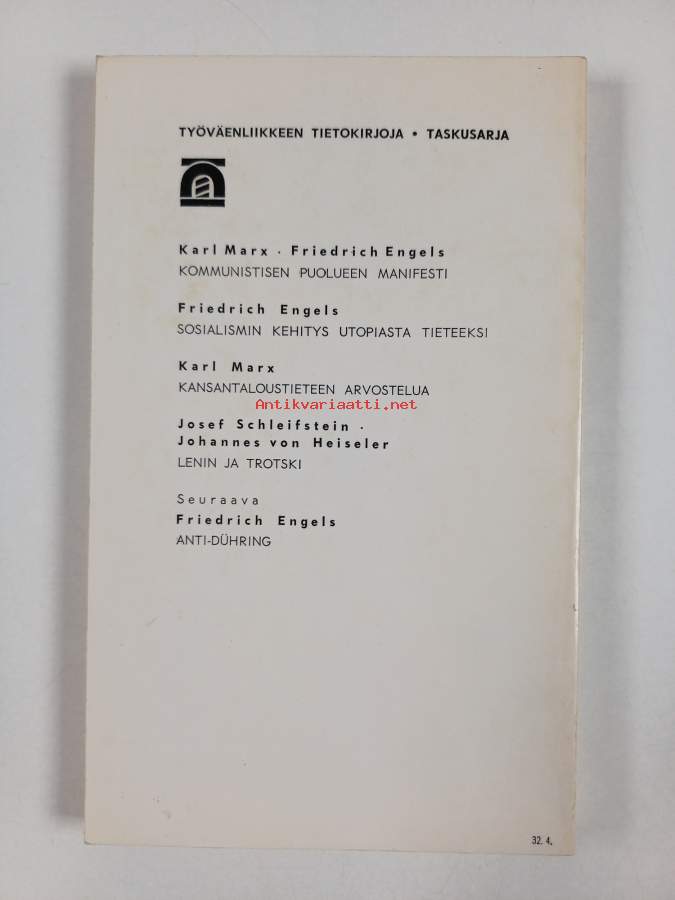 TYÖVÄENLIIKKEEN TIETOKIRJOJA • TASKUSARJA
Karl Marx · Friedrich Engels
KOMMUNISTISEN PUOLUEEN MANIFESTI
Friedrich Engels
SOSIALISMIN KEHITYS UTOPIASTA TIETEEKSI
Karl Marx
KANSANTALOUSTIETEEN ARVOSTELUA
Antikvariaatti.net
Josef Schleifstein ·
Johannes von Heiseler
LENIN JA TROTSKI
Seuraava
Friedrich Engels
ANTI-DÜHRING
32. 4.